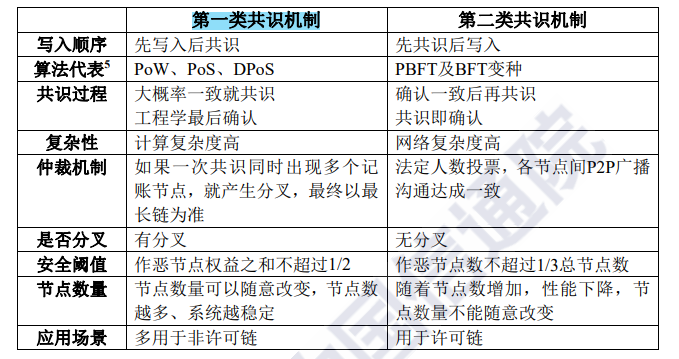 第一类共识机制 第二类共识机制
写入顺序 先写入后共识 先共识后写入
算法代表5 PoW、PoS、DPoS PBFT及BFT变种
共识过程 大概率一致就共识 确认一致后再共识
工程学最后确认 共识即确认
复杂性 计算复杂度高 网络复杂度高
仲裁机制 如果一次共识同时出现多个记 法定人数投票，各节点间P2P广播
账节点，就产生分叉，最终以最 沟通达成一致
长链为准
是否分叉 有分叉 无分叉
安全阈值 作恶节点权益之和不超过1/2 作恶节点数不超过1/3总节点数
节点数量 节点数量可以随意改变，节点数 随着节点数增加，性能下降，节
越多、系统越稳定 点数量不能随意改变
应用场景 多用于非许可链 用于许可链
中国信通院